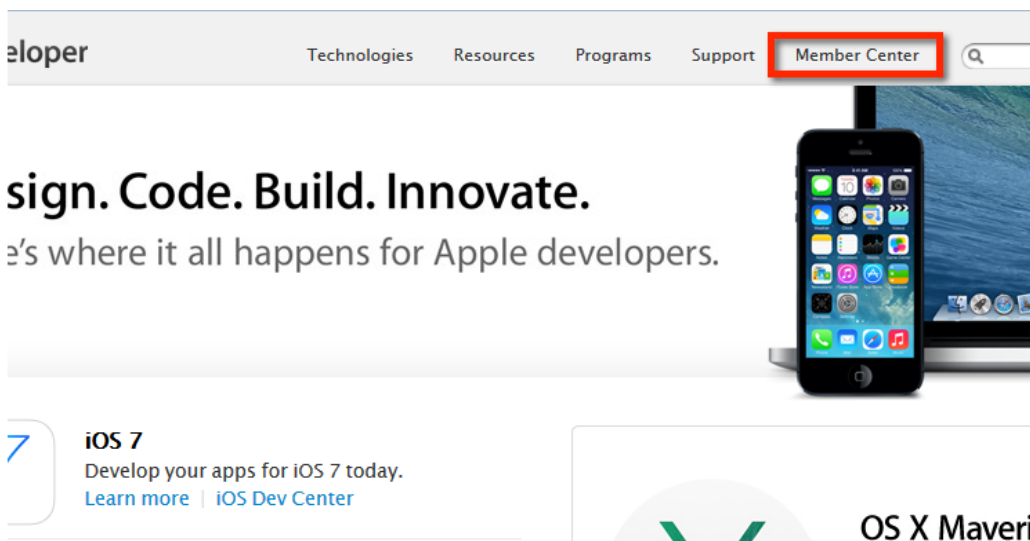 eloper
Technologies Resources Programs Support Member Center
sign. Code. Build. Innovate.
e's where it all happens for Apple developers.
7
iOS 7
Develop your apps for iOS 7 today.
Learn more | iOS Dev Center
OS X Maveri